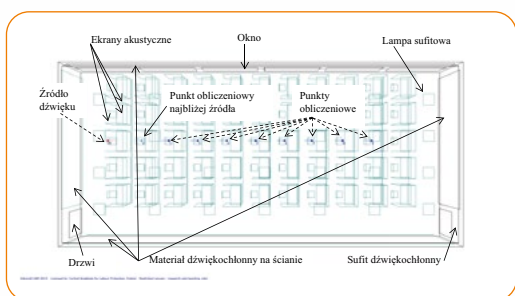 Ekrany akustyczne
Okno
Lampa sufitowa
Źródło
dźwięku
Punkt obliczeniowy
najbliżej źródła
Punkty
obliczeniowe
Drzwi
Materiał dźwiękochłonny na ścianie
Sufit dźwiękochłonny